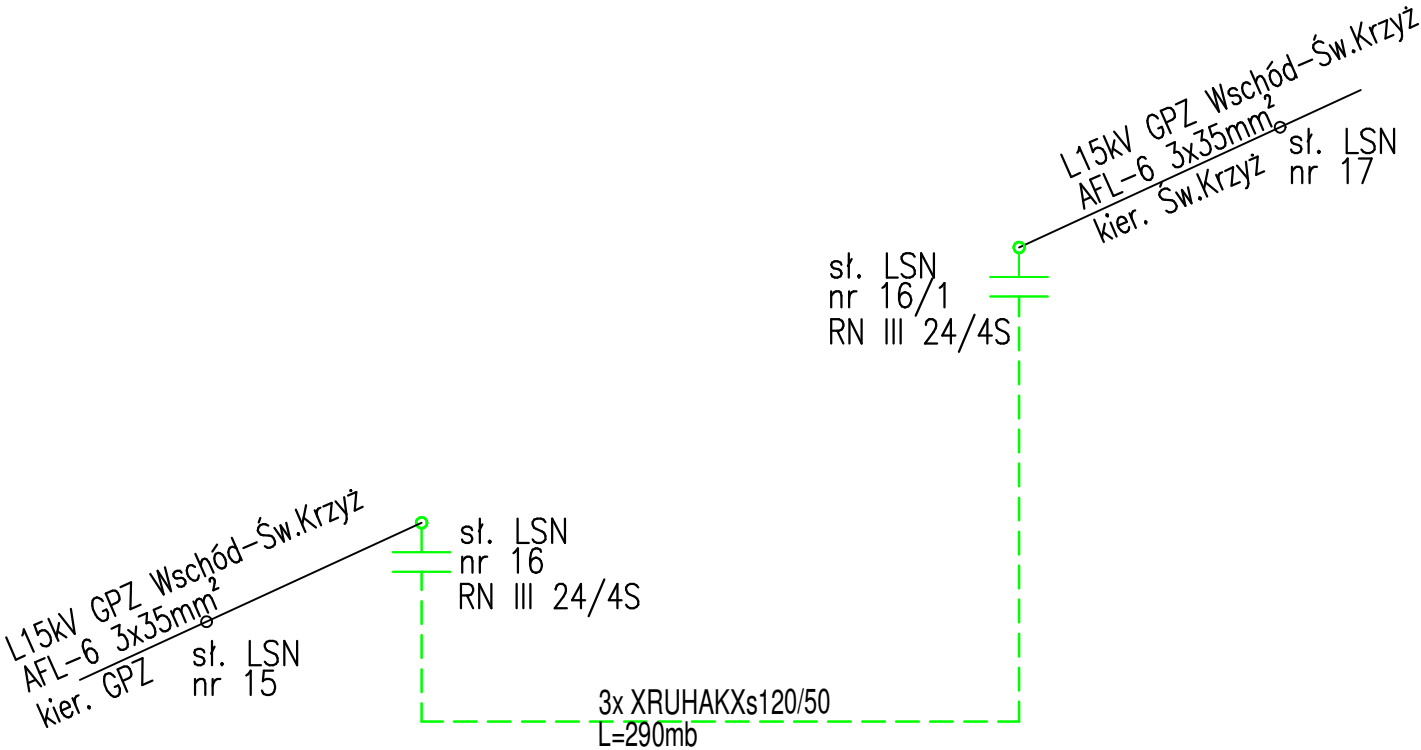 L15kV GPZ Wschód-Św.Krzyż
AFL-6 3x35mm²
kier. Św.Krzyż
sł. LSN
nr 17
sł. LSN
nr 16/1
RN III 24/4S
L15kV GPZ Wschód-Św.Krzyż
AFL-6 3x35mm²
kier. GPZ
sł. LSN
nr 15
sł. LSN
nr 16
RN III 24/4S
3x XRUHAKXs120/50
L=290mb